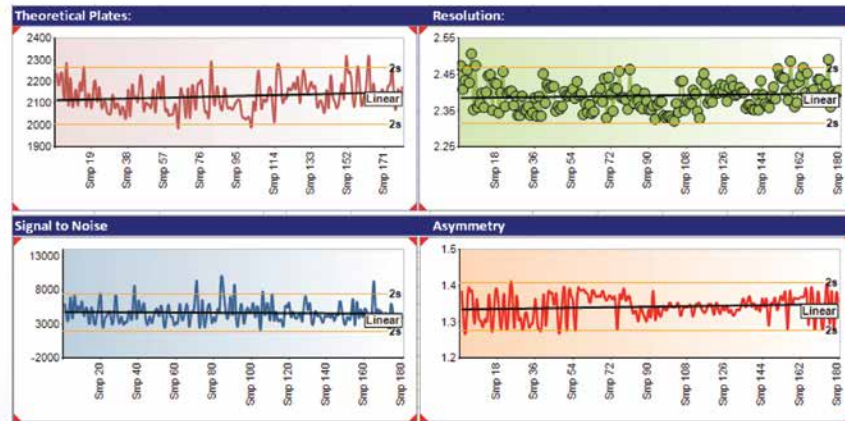 Theoretical Plates:
2400
2300
2200
2100
2000
1900
2s
Linear
2s
Smp 19
Smp 38
Smp 57
Smp 76
Smp 95
Smp 114
Smp 133
Smp 152
Smp 171
Resolution:
2.55
2.45
2.35
2.25
2s
Linear
2s
Smp 18
Smp 36
Smp 54
Smp 72
Smp 90
Smp 108
Smp 126
Smp 144
Smp 162
Smp 180
Signal to Noise
13000
8000
3000
-2000
2s
Linear
2s
Smp 20
Smp 40
Smp 60
Smp 80
Smp 100
Smp 120
Smp 140
Smp 160
Smp 180
Asymmetry
1.5
1.4
1.3
1.2
2s
Linear
2s
Smp 18
Smp 36
Smp 54
Smp 72
Smp 90
Smp 108
Smp 126
Smp 144
Smp 162
Smp 180